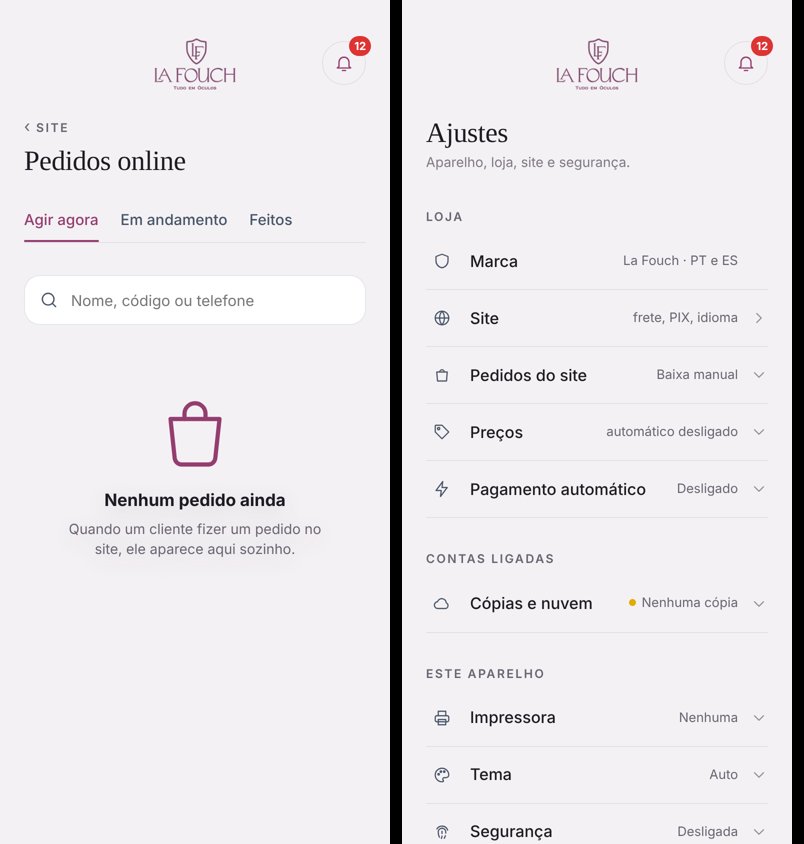 LF
LA FOUCH
TUDO EM ÓCULOS
12
SITE
Pedidos online
Agir agora
Em andamento
Feitos
Nome, código ou telefone
Nenhum pedido ainda
Quando um cliente fizer um pedido no
site, ele aparece aqui sozinho.
LF
LA FOUCH
TUDO EM ÓCULOS
12
Ajustes
Aparelho, loja, site e segurança.
LOJA
Marca La Fouch · PT e ES
Site frete, PIX, idioma
Pedidos do site Baixa manual
Preços automático desligado
Pagamento automático Desligado
CONTAS LIGADAS
Cópias e nuvem Nenhuma cópia
ESTE APARELHO
Impressora Nenhuma
Tema Auto
Segurança Desligada